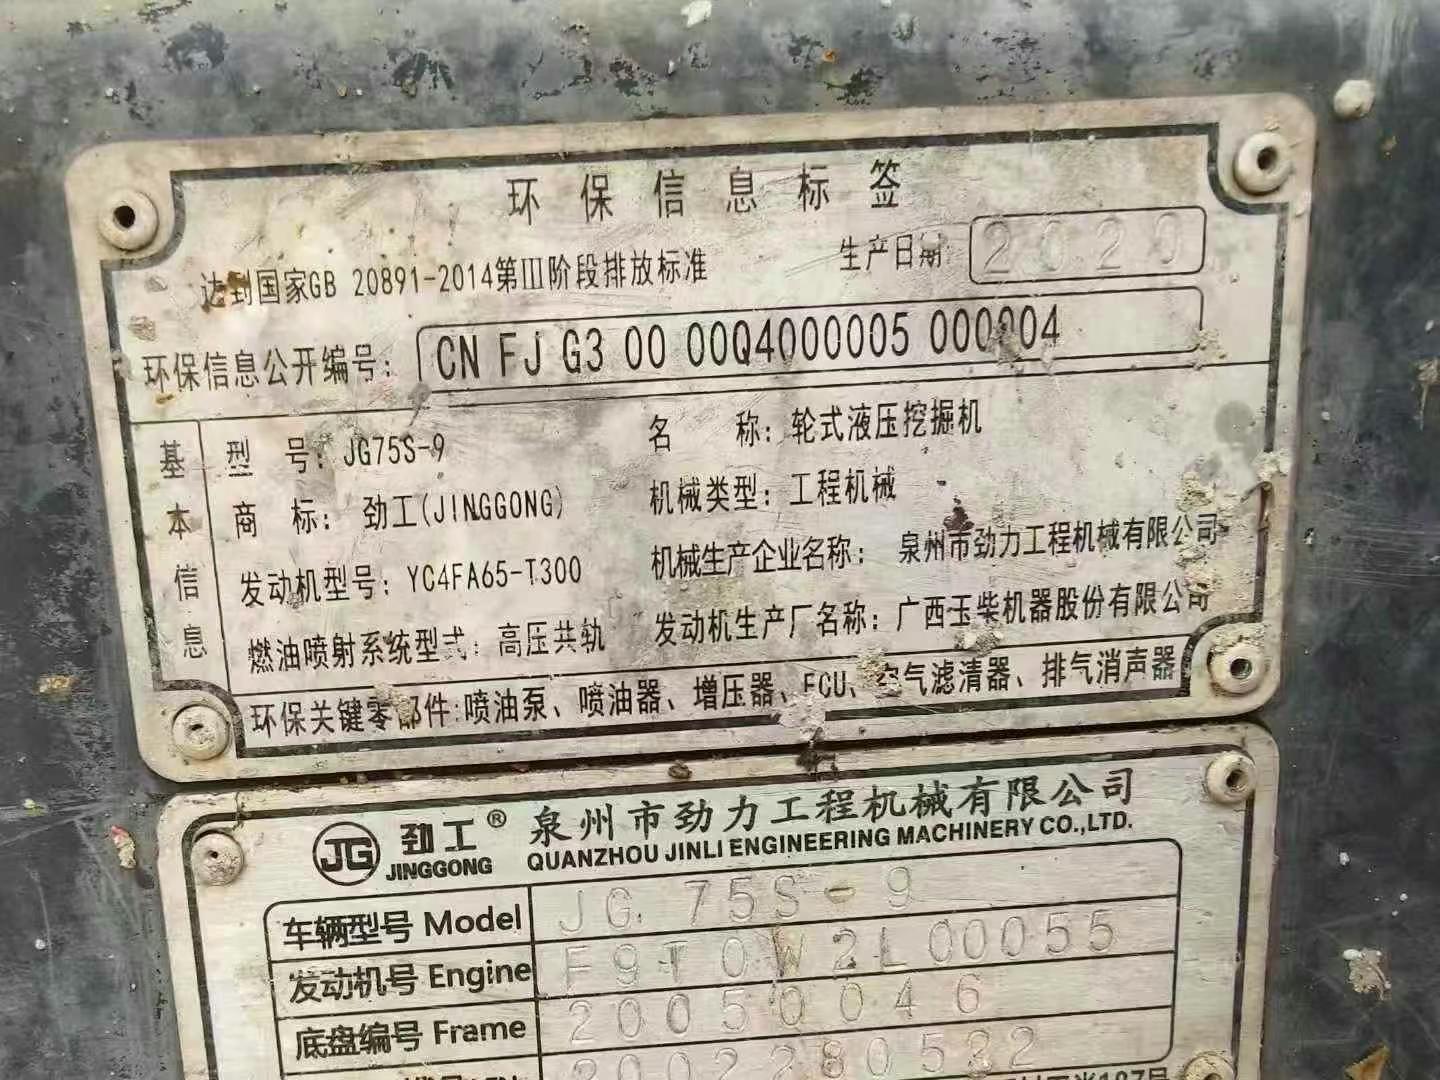 环保信息标签
达到国家GB 20891-2014第III阶段排放标准
生产日期 2020
环保信息公开编号: CN FJ G3 00 00Q4000005 000004
基本信息
型号: JG75S-9
名称: 轮式液压挖掘机
商标: 劲工(JINGGONG)
机械类型: 工程机械
发动机型号: YC4FA65-T300
机械生产企业名称: 泉州市劲力工程机械有限公司
燃油喷射系统型式: 高压共轨
发动机生产厂名称: 广西玉柴机器股份有限公司
环保关键零部件:喷油泵、喷油器、增压器、ECU、空气滤清器、排气消声器
JG 劲工® JINGGONG
泉州市劲力工程机械有限公司
QUANZHOU JINLI ENGINEERING MACHINERY CO.,LTD.
车辆型号 Model JG 75S-9
发动机号 Engine F9T0W2L00055
底盘编号 Frame 20050046
2002280522